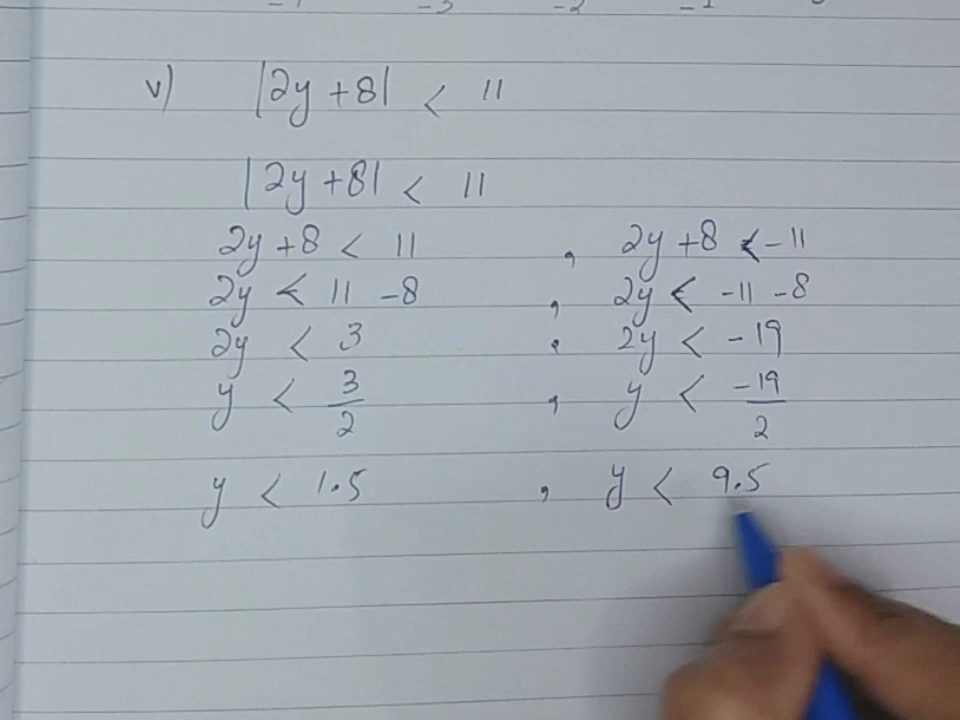 v) |2y +8| < 11
|2y +8| < 11
2y +8 < 11 , 2y +8 < -11
2y < 11 -8 , 2y < -11 -8
2y < 3 , 2y < -19
y < 3/2 , y < -19/2
y < 1.5 , y < 9.5